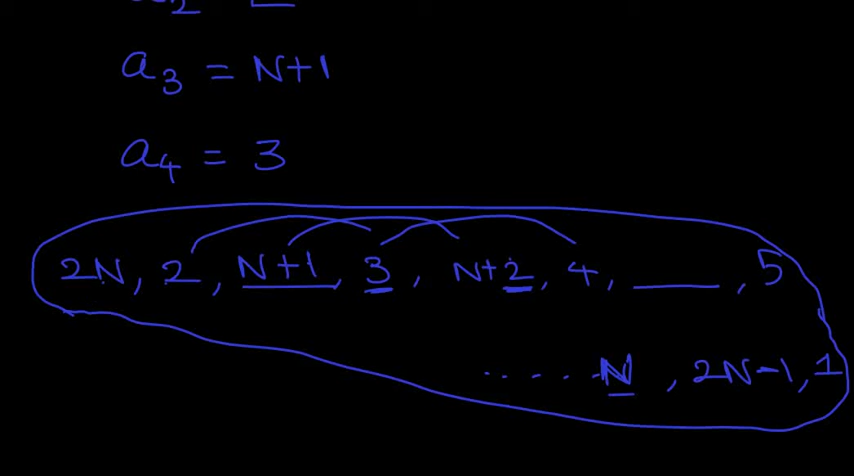 a₃ = N+1
a₄ = 3
2N, 2, N+1, 3, N+2, 4, ____, 5
..... N, 2N-1, 1